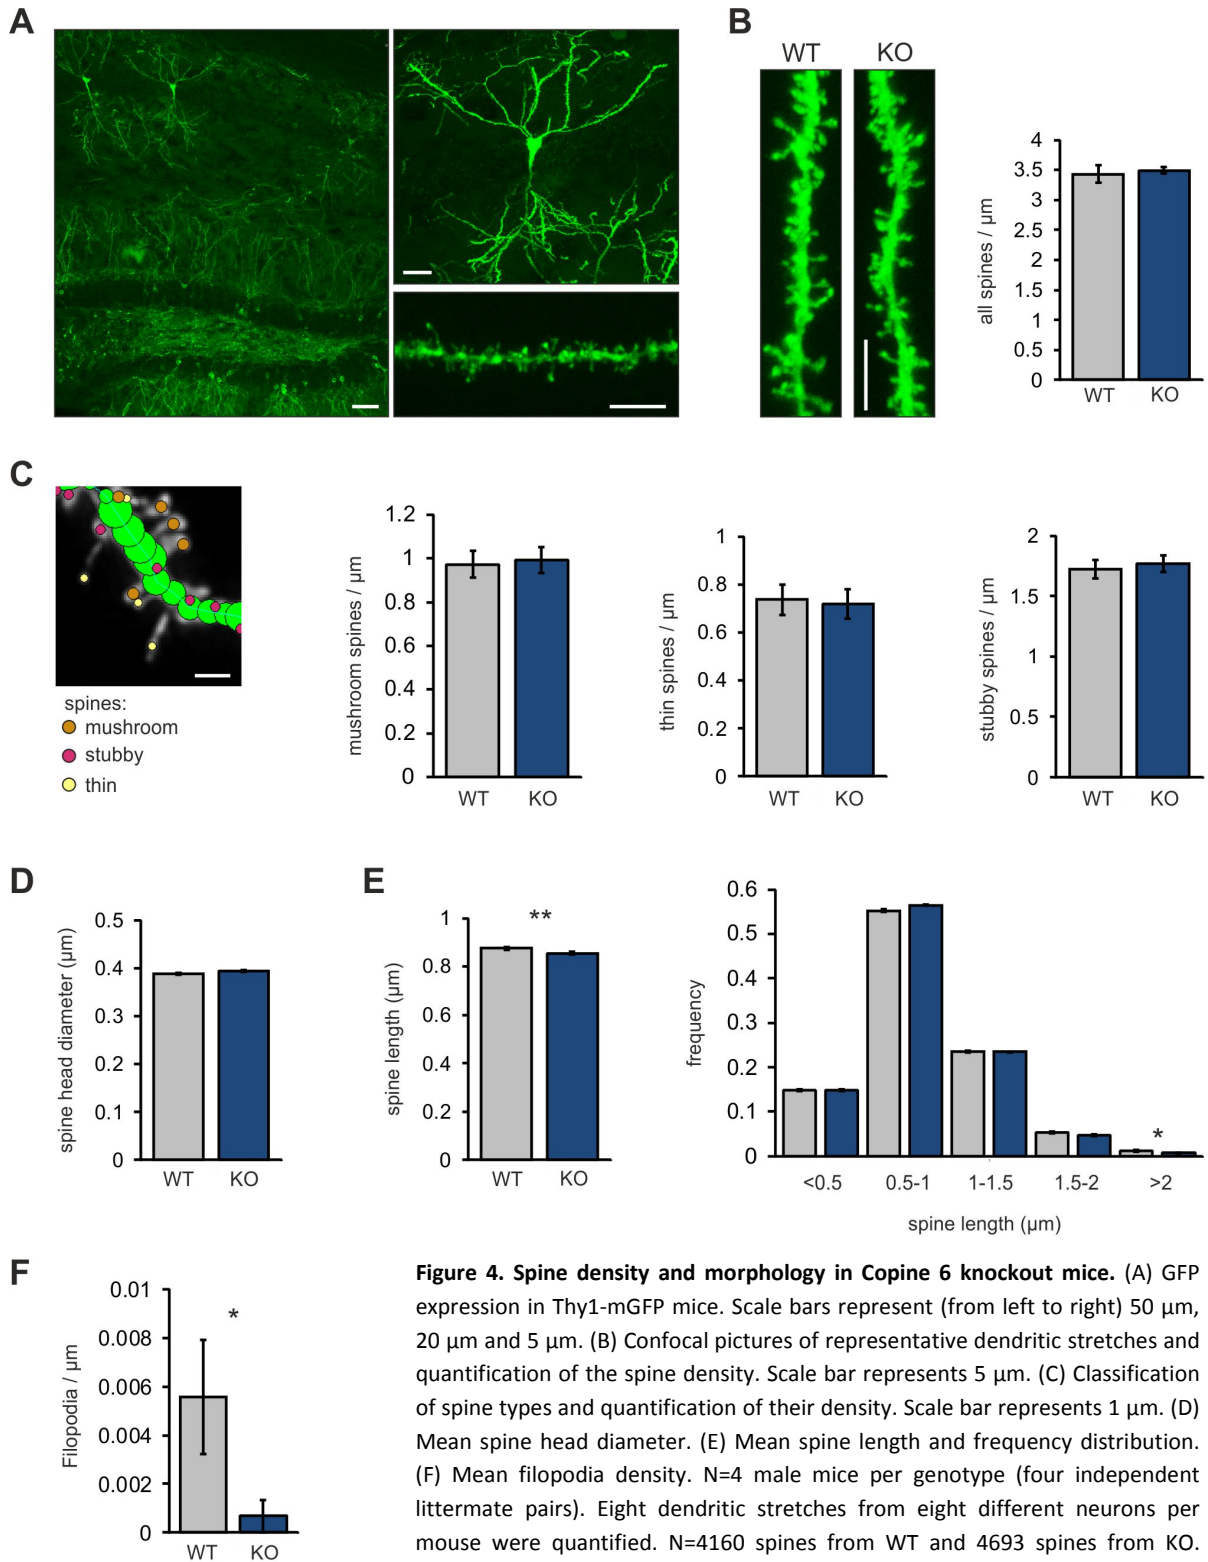 A
B
WT
KO
4
3.5
3
2.5
2
1.5
1
0.5
0
all spines / µm
WT
KO
C
spines:
mushroom
stubby
thin
1.2
1
0.8
0.6
0.4
0.2
0
mushroom spines / µm
WT
KO
1
0.8
0.6
0.4
0.2
0
thin spines / µm
WT
KO
2
1.5
1
0.5
0
stubby spines / µm
WT
KO
D
0.5
0.4
0.3
0.2
0.1
0
spine head diameter (µm)
WT
KO
E
1
0.8
0.6
0.4
0.2
0
spine length (µm)
**
WT
KO
0.6
0.5
0.4
0.3
0.2
0.1
0
frequency
*
<0.5
0.5-1
1-1.5
1.5-2
>2
spine length (µm)
F
0.01
0.008
0.006
0.004
0.002
0
Filopodia / µm
*
WT
KO
Figure 4. Spine density and morphology in Copine 6 knockout mice. (A) GFP
expression in Thy1-mGFP mice. Scale bars represent (from left to right) 50 µm,
20 µm and 5 µm. (B) Confocal pictures of representative dendritic stretches and
quantification of the spine density. Scale bar represents 5 µm. (C) Classification
of spine types and quantification of their density. Scale bar represents 1 µm. (D)
Mean spine head diameter. (E) Mean spine length and frequency distribution.
(F) Mean filopodia density. N=4 male mice per genotype (four independent
littermate pairs). Eight dendritic stretches from eight different neurons per
mouse were quantified. N=4160 spines from WT and 4693 spines from KO.